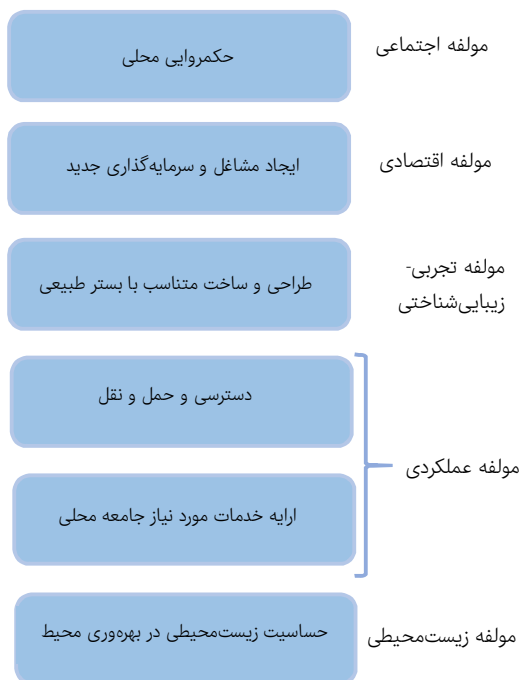 مولفه اجتماعی
حکمروایی محلی
مولفه اقتصادی
ایجاد مشاغل و سرمایه‌گذاری جدید
مولفه تجربی-
زیبایی‌شناختی
طراحی و ساخت متناسب با بستر طبیعی
مولفه عملکردی
دسترسی و حمل و نقل
ارایه خدمات مورد نیاز جامعه محلی
مولفه زیست‌محیطی
حساسیت زیست‌محیطی در بهره‌وری محیط